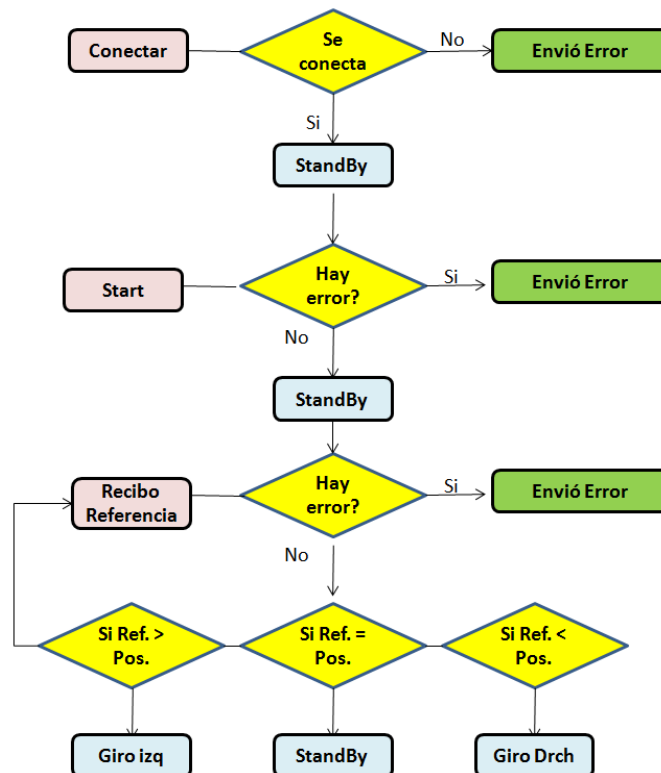 Conectar
Se
conecta
No
Envió Error
Si
StandBy
Start
Hay
error?
Si
Envió Error
No
StandBy
Recibo
Referencia
Hay
error?
Si
Envió Error
No
Si Ref. >
Pos.
Si Ref. =
Pos.
Si Ref. <
Pos.
Giro izq
StandBy
Giro Drch